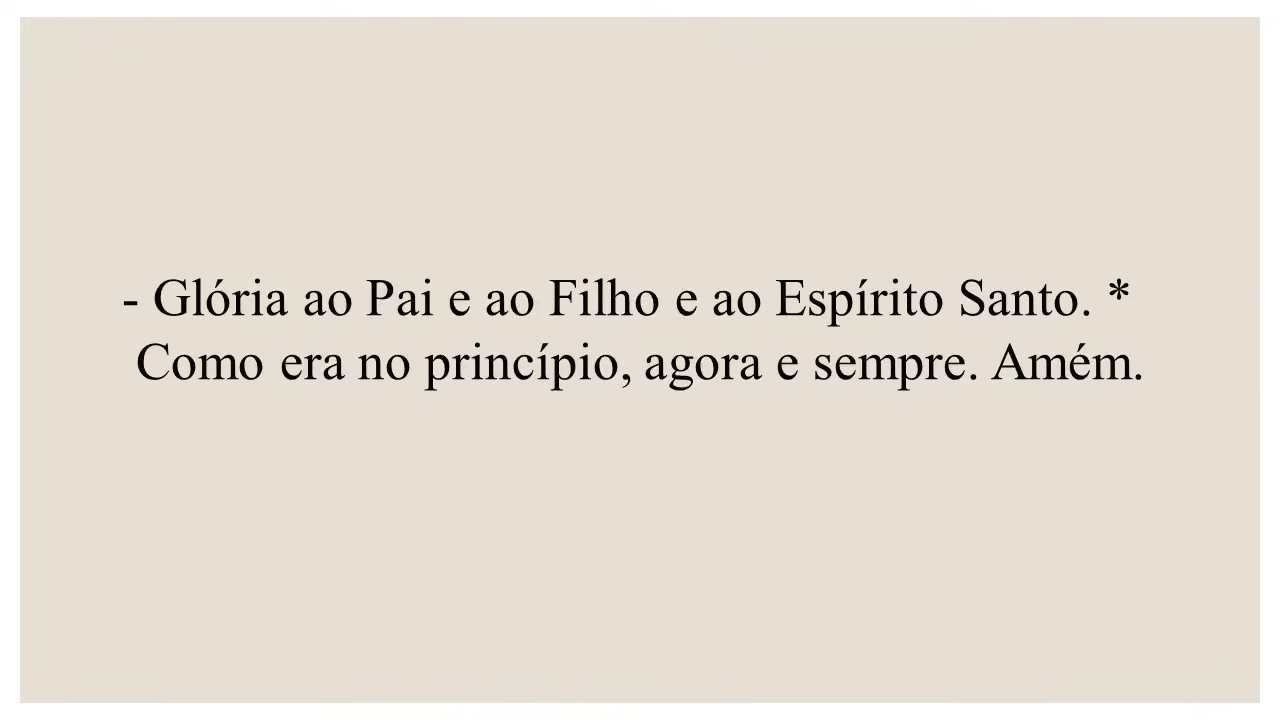 - Glória ao Pai e ao Filho e ao Espírito Santo. *
Como era no princípio, agora e sempre. Amém.